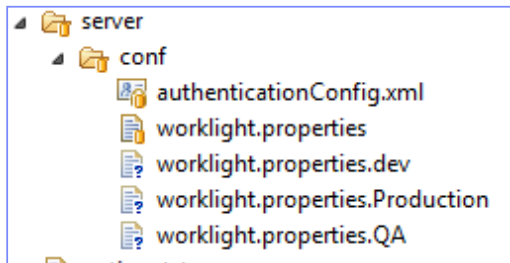 server
conf
authenticationConfig.xml
worklight.properties
worklight.properties.dev
worklight.properties.Production
worklight.properties.QA